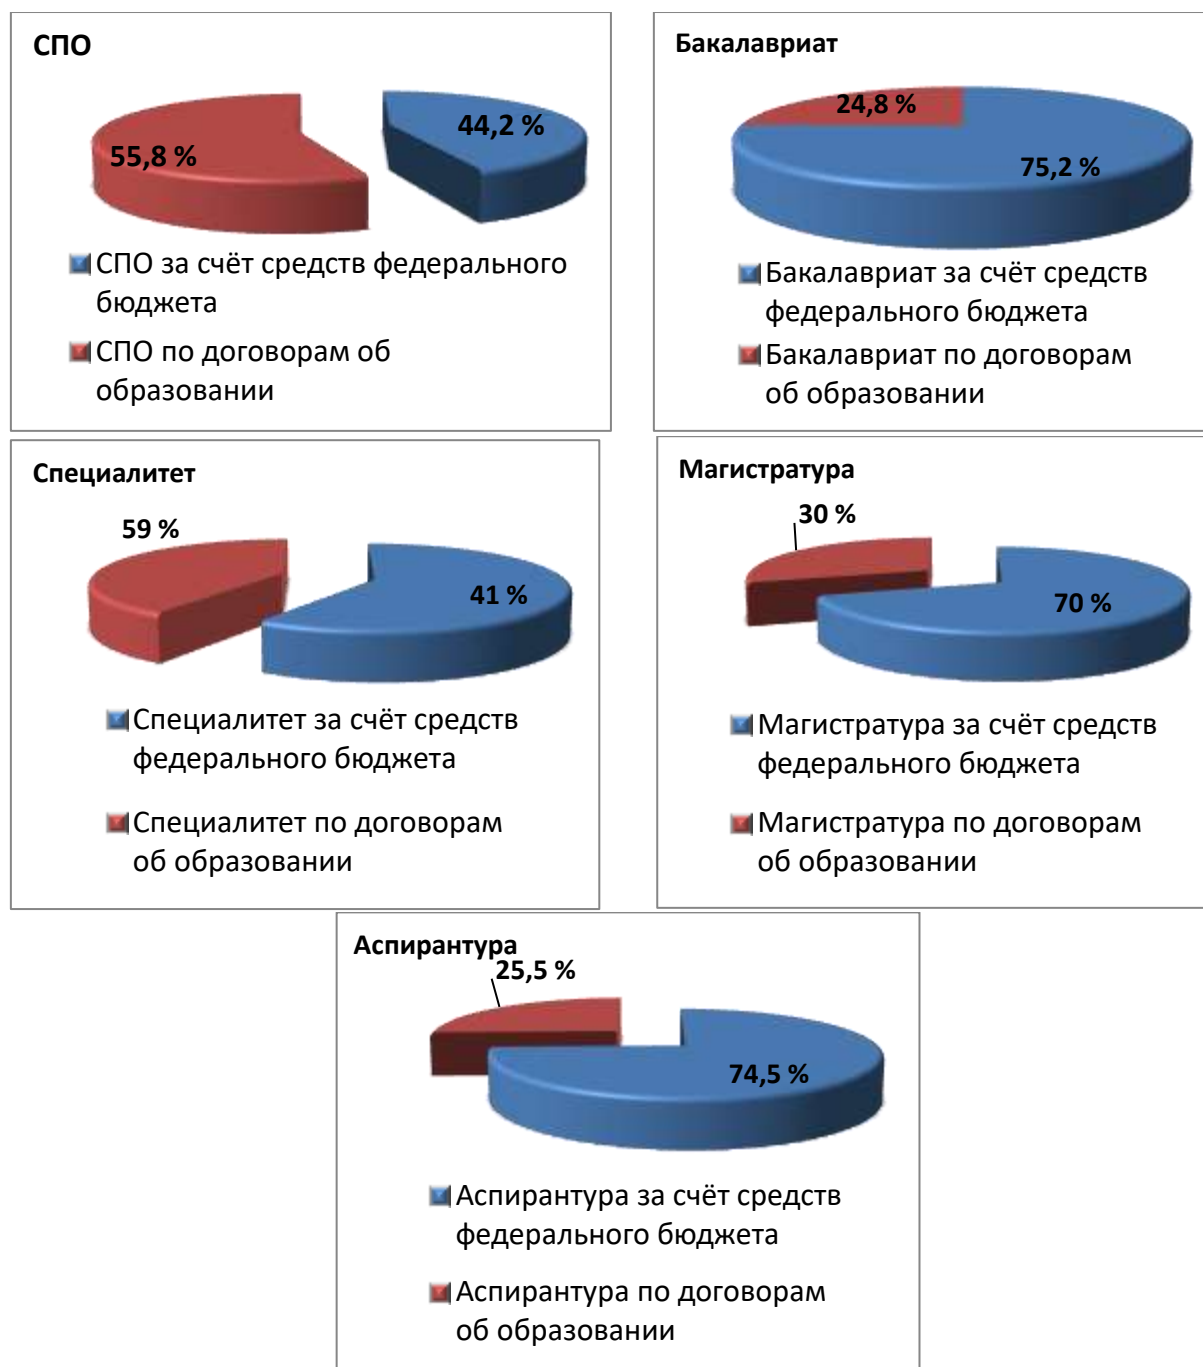 СПО
44,2 %
55,8 %
СПО за счёт средств федерального
бюджета
СПО по договорам об
образовании
Бакалавриат
24,8 %
75,2 %
Бакалавриат за счёт средств
федерального бюджета
Бакалавриат по договорам
об образовании
Специалитет
59 %
41 %
Специалитет за счёт средств
федерального бюджета
Специалитет по договорам
об образовании
Магистратура
30 %
70 %
Магистратура за счёт средств
федерального бюджета
Магистратура по договорам
об образовании
Аспирантура
25,5 %
74,5 %
Аспирантура за счёт средств
федерального бюджета
Аспирантура по договорам
об образовании